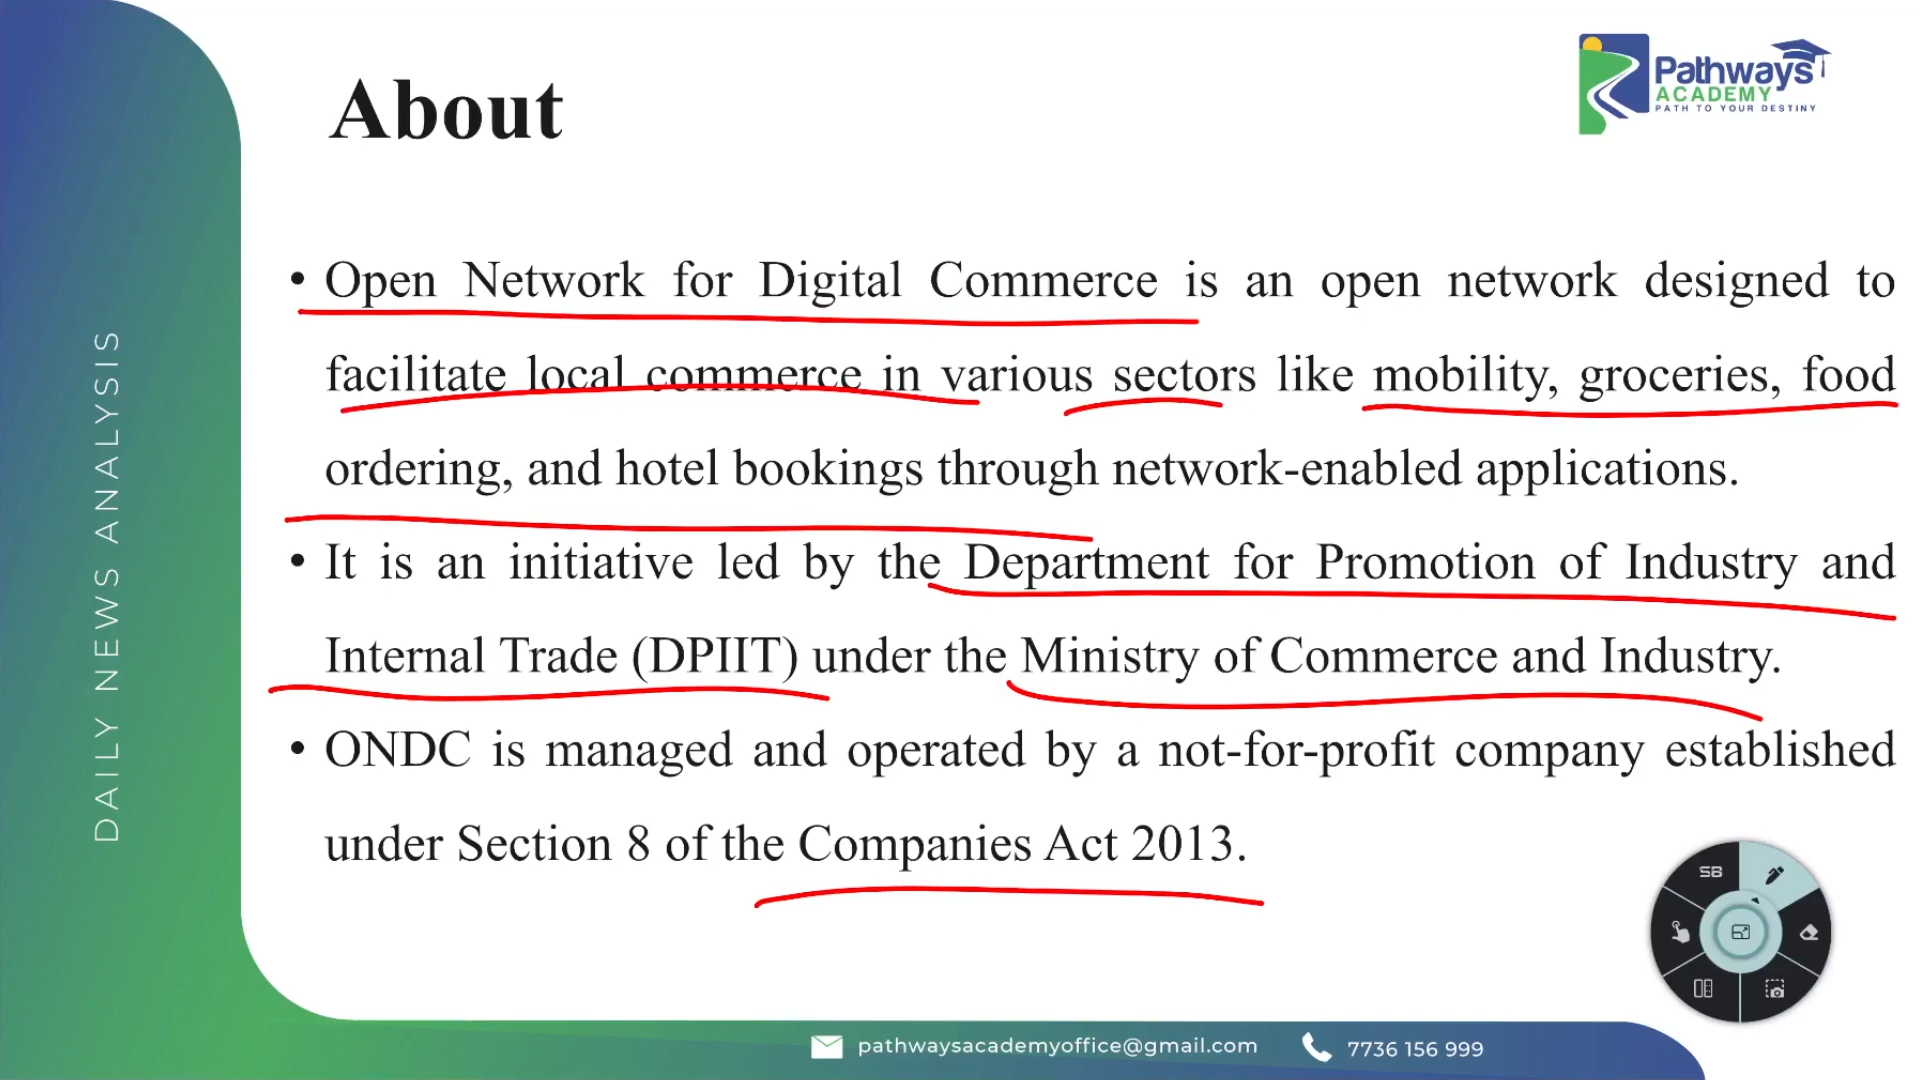 Pathways
ACADEMY
PATH TO YOUR DESTINY
About
DAILY NEWS ANALYSIS
• Open Network for Digital Commerce is an open network designed to
facilitate local commerce in various sectors like mobility, groceries, food
ordering, and hotel bookings through network-enabled applications.
• It is an initiative led by the Department for Promotion of Industry and
Internal Trade (DPIIT) under the Ministry of Commerce and Industry.
• ONDC is managed and operated by a not-for-profit company established
under Section 8 of the Companies Act 2013.
SB
pathwaysacademyoffice@gmail.com
7736 156 999